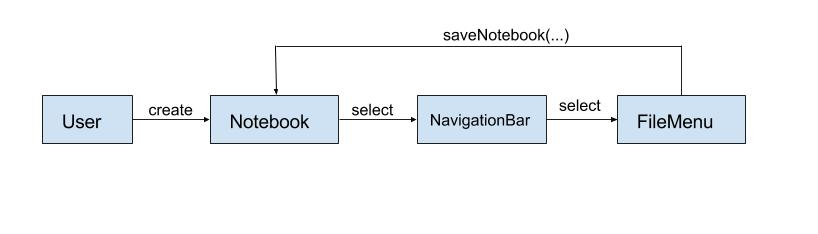 saveNotebook(...)
User
create
Notebook
select
NavigationBar
select
FileMenu